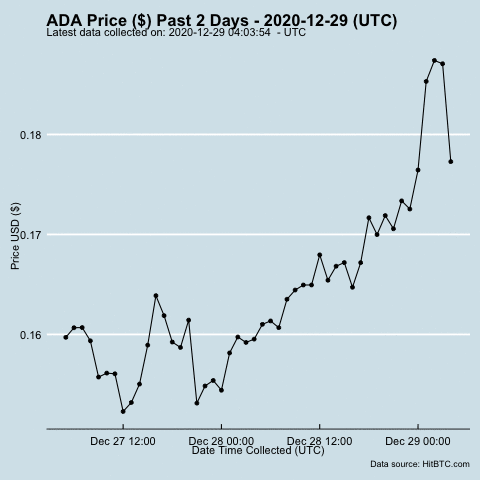 ADA Price ($) Past 2 Days - 2020-12-29 (UTC)
Latest data collected on: 2020-12-29 04:03:54 - UTC
Price USD ($)
0.18
0.17
0.16
Dec 27 12:00 Dec 28 00:00 Dec 28 12:00 Dec 29 00:00
Date Time Collected (UTC)
Data source: HitBTC.com